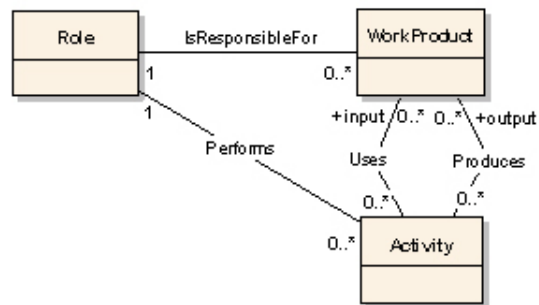 Role
IsResponsibleFor
WorkProduct
1
0..*
1
+input
0..*
0..*
+output
Performs
Uses
Produces
0..*
0..*
0..*
Activity